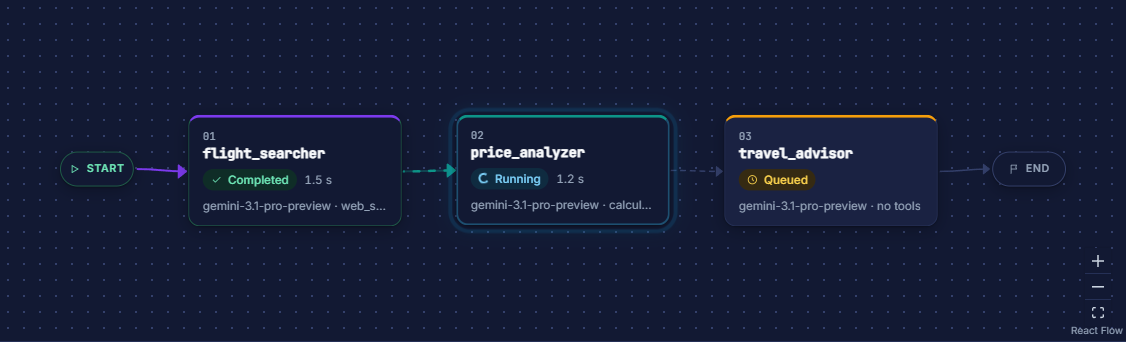 START
01
flight_searcher
Completed 1.5 s
gemini-3.1-pro-preview · web_s...
02
price_analyzer
Running 1.2 s
gemini-3.1-pro-preview · calcul...
03
travel_advisor
Queued
gemini-3.1-pro-preview · no tools
END
React Flow